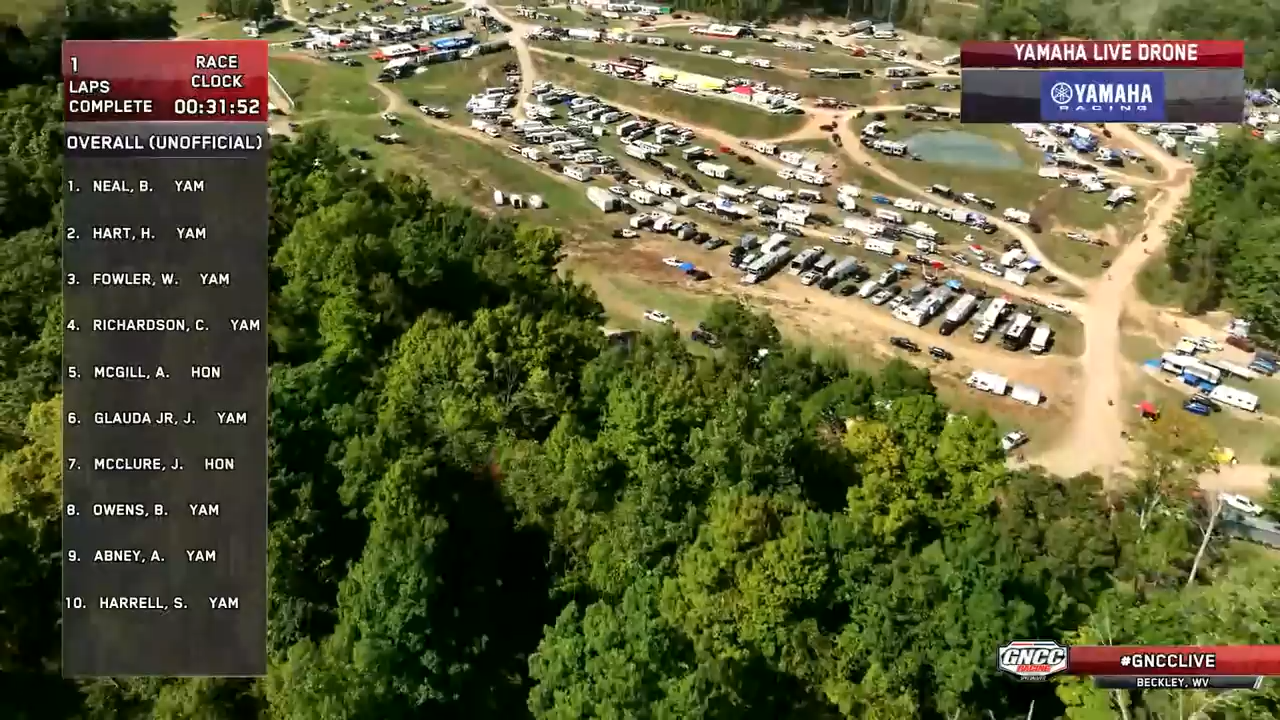 1
LAPS
COMPLETE
RACE
CLOCK
00:31:52
OVERALL (UNOFFICIAL)
1. NEAL, B. YAM
2. HART, H. YAM
3. FOWLER, W. YAM
4. RICHARDSON, C. YAM
5. MCGILL, A. HON
6. GLAUDA JR, J. YAM
7. MCCLURE, J. HON
8. OWENS, B. YAM
9. ABNEY, A. YAM
10. HARRELL, S. YAM
YAMAHA LIVE DRONE
YAMAHA
RACING
GNCC
RACING
#GNCCLIVE
BECKLEY, WV